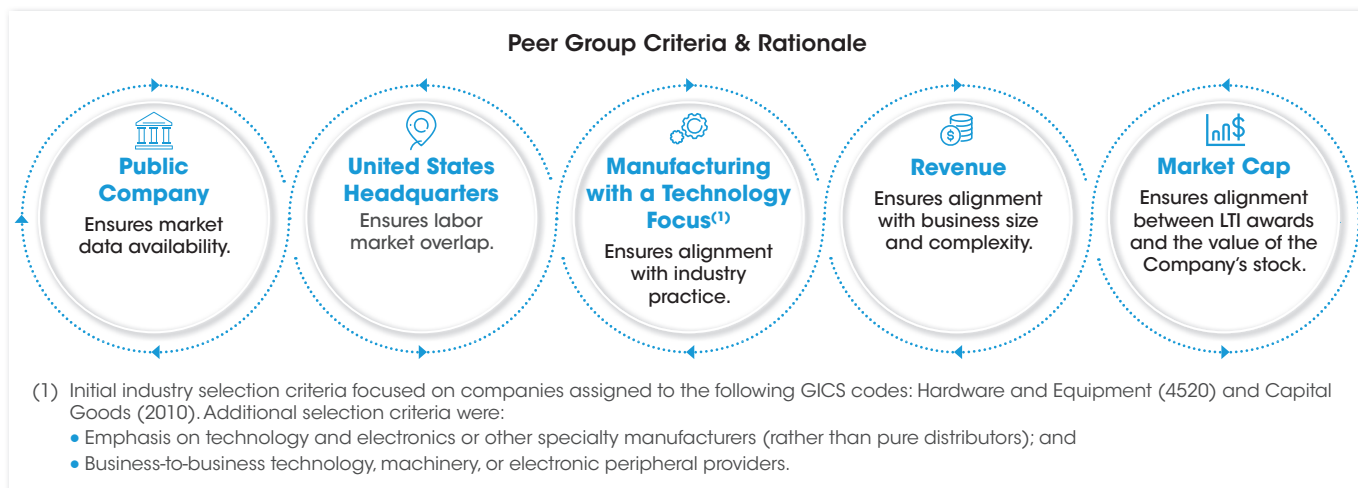 Peer Group Criteria & Rationale
Public
Company
Ensures market
data availability.
United States
Headquarters
Ensures labor
market overlap.
Manufacturing
with a Technology
Focus(1)
Ensures alignment
with industry
practice.
Revenue
Ensures alignment
with business size
and complexity.
Market Cap
Ensures alignment
between LTI awards
and the value of the
Company’s stock.
(1) Initial industry selection criteria focused on companies assigned to the following GICS codes: Hardware and Equipment (4520) and Capital
Goods (2010). Additional selection criteria were:
• Emphasis on technology and electronics or other specialty manufacturers (rather than pure distributors); and
• Business-to-business technology, machinery, or electronic peripheral providers.